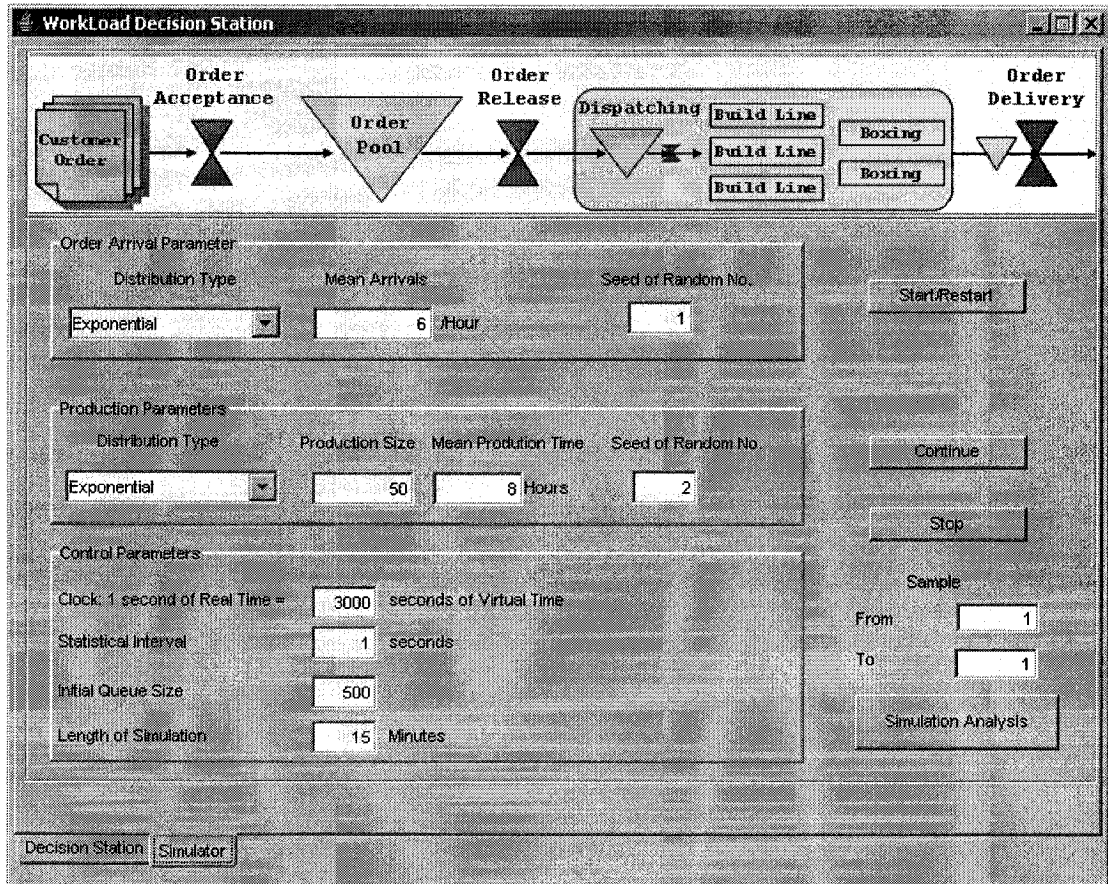 WorkLoad Decision Station
Order
Acceptance
Order
Release
Order
Delivery
Customer
Order
Order
Pool
Dispatching
Build Line
Build Line
Build Line
Boxing
Boxing
Order Arrival Parameter
Distribution Type Mean Arrivals Seed of Random No.
Exponential 6 /Hour 1
Start/Restart
Production Parameters
Distribution Type Production Size Mean Prodution Time Seed of Random No.
Exponential 50 8 Hours 2
Continue
Stop
Control Parameters
Clock: 1 second of Real Time = 3000 seconds of Virtual Time
Statistical Interval 1 seconds
Initial Queue Size 500
Length of Simulation 15 Minutes
Sample
From 1
To 1
Simulation Analysis
Decision Station Simulator